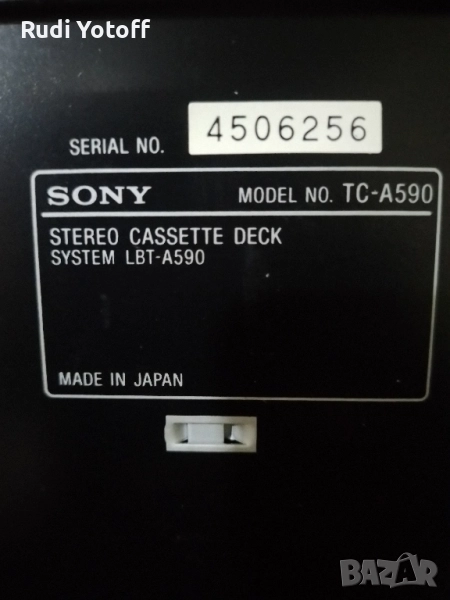 Rudi Yotoff
SERIAL NO. 4506256
SONY MODEL NO. TC-A590
STEREO CASSETTE DECK
SYSTEM LBT-A590
MADE IN JAPAN
BAZAR